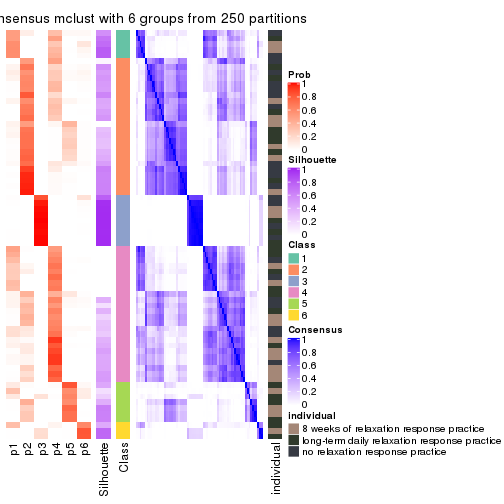 nsensus mclust with 6 groups from 250 partitions
Prob
1
0.8
0.6
0.4
0.2
0
Silhouette
1
0.8
0.6
0.4
0.2
0
Class
1
2
3
4
5
6
Consensus
1
0.8
0.6
0.4
0.2
0
individual
8 weeks of relaxation response practice
long-term daily relaxation response practice
no relaxation response practice
p1
p2
p3
p4
p5
p6
Silhouette
Class
individual